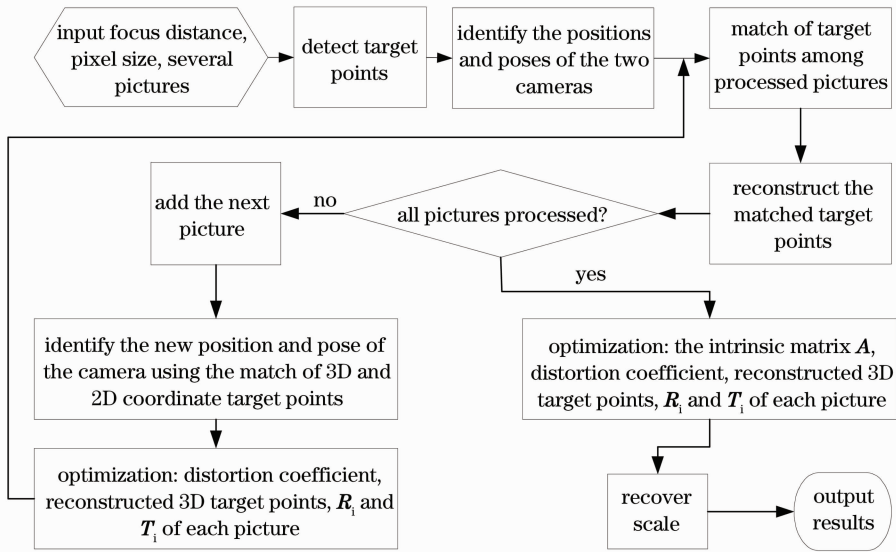 input focus distance,
pixel size, several
pictures
detect target
points
identify the positions
and poses of the two
cameras
match of target
points among
processed pictures
reconstruct the
matched target
points
all pictures processed?
no
yes
add the next
picture
identify the new position and pose of
the camera using the match of 3D and
2D coordinate target points
optimization: distortion coefficient,
reconstructed 3D target points, Ri and
Ti of each picture
optimization: the intrinsic matrix A,
distortion coefficient, reconstructed 3D
target points, Ri and Ti of each picture
recover
scale
output
results